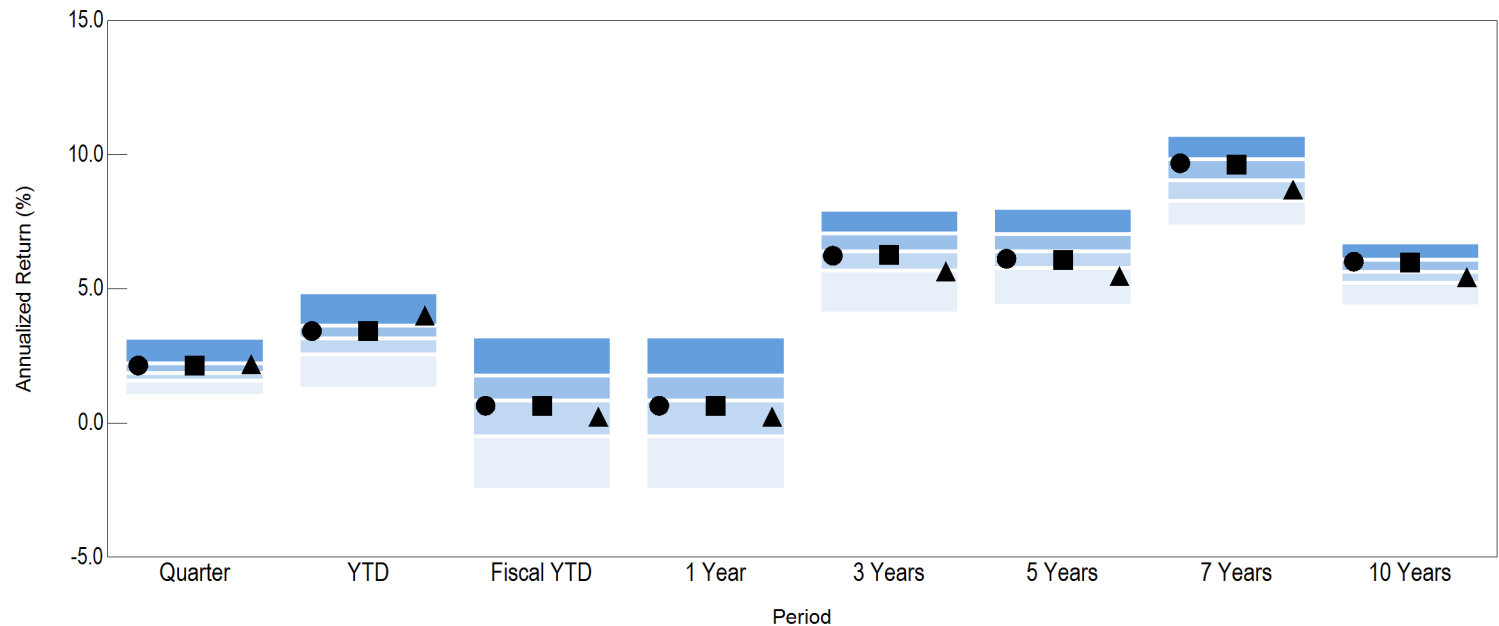 15.0
10.0
5.0
0.0
-5.0
Annualized Return (%)
Quarter YTD Fiscal YTD 1 Year 3 Years 5 Years 7 Years 10 Years
Period